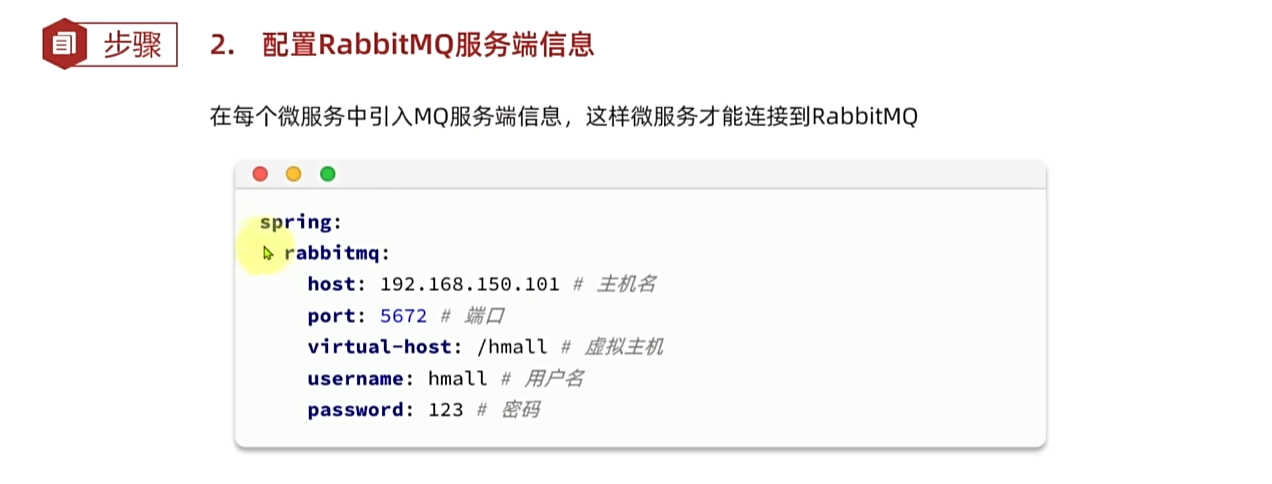 步骤
2. 配置RabbitMQ服务端信息
在每个微服务中引入MQ服务端信息，这样微服务才能连接到RabbitMQ
spring:
  rabbitmq:
    host: 192.168.150.101 # 主机名
    port: 5672 # 端口
    virtual-host: /hmall # 虚拟主机
    username: hmall # 用户名
    password: 123 # 密码